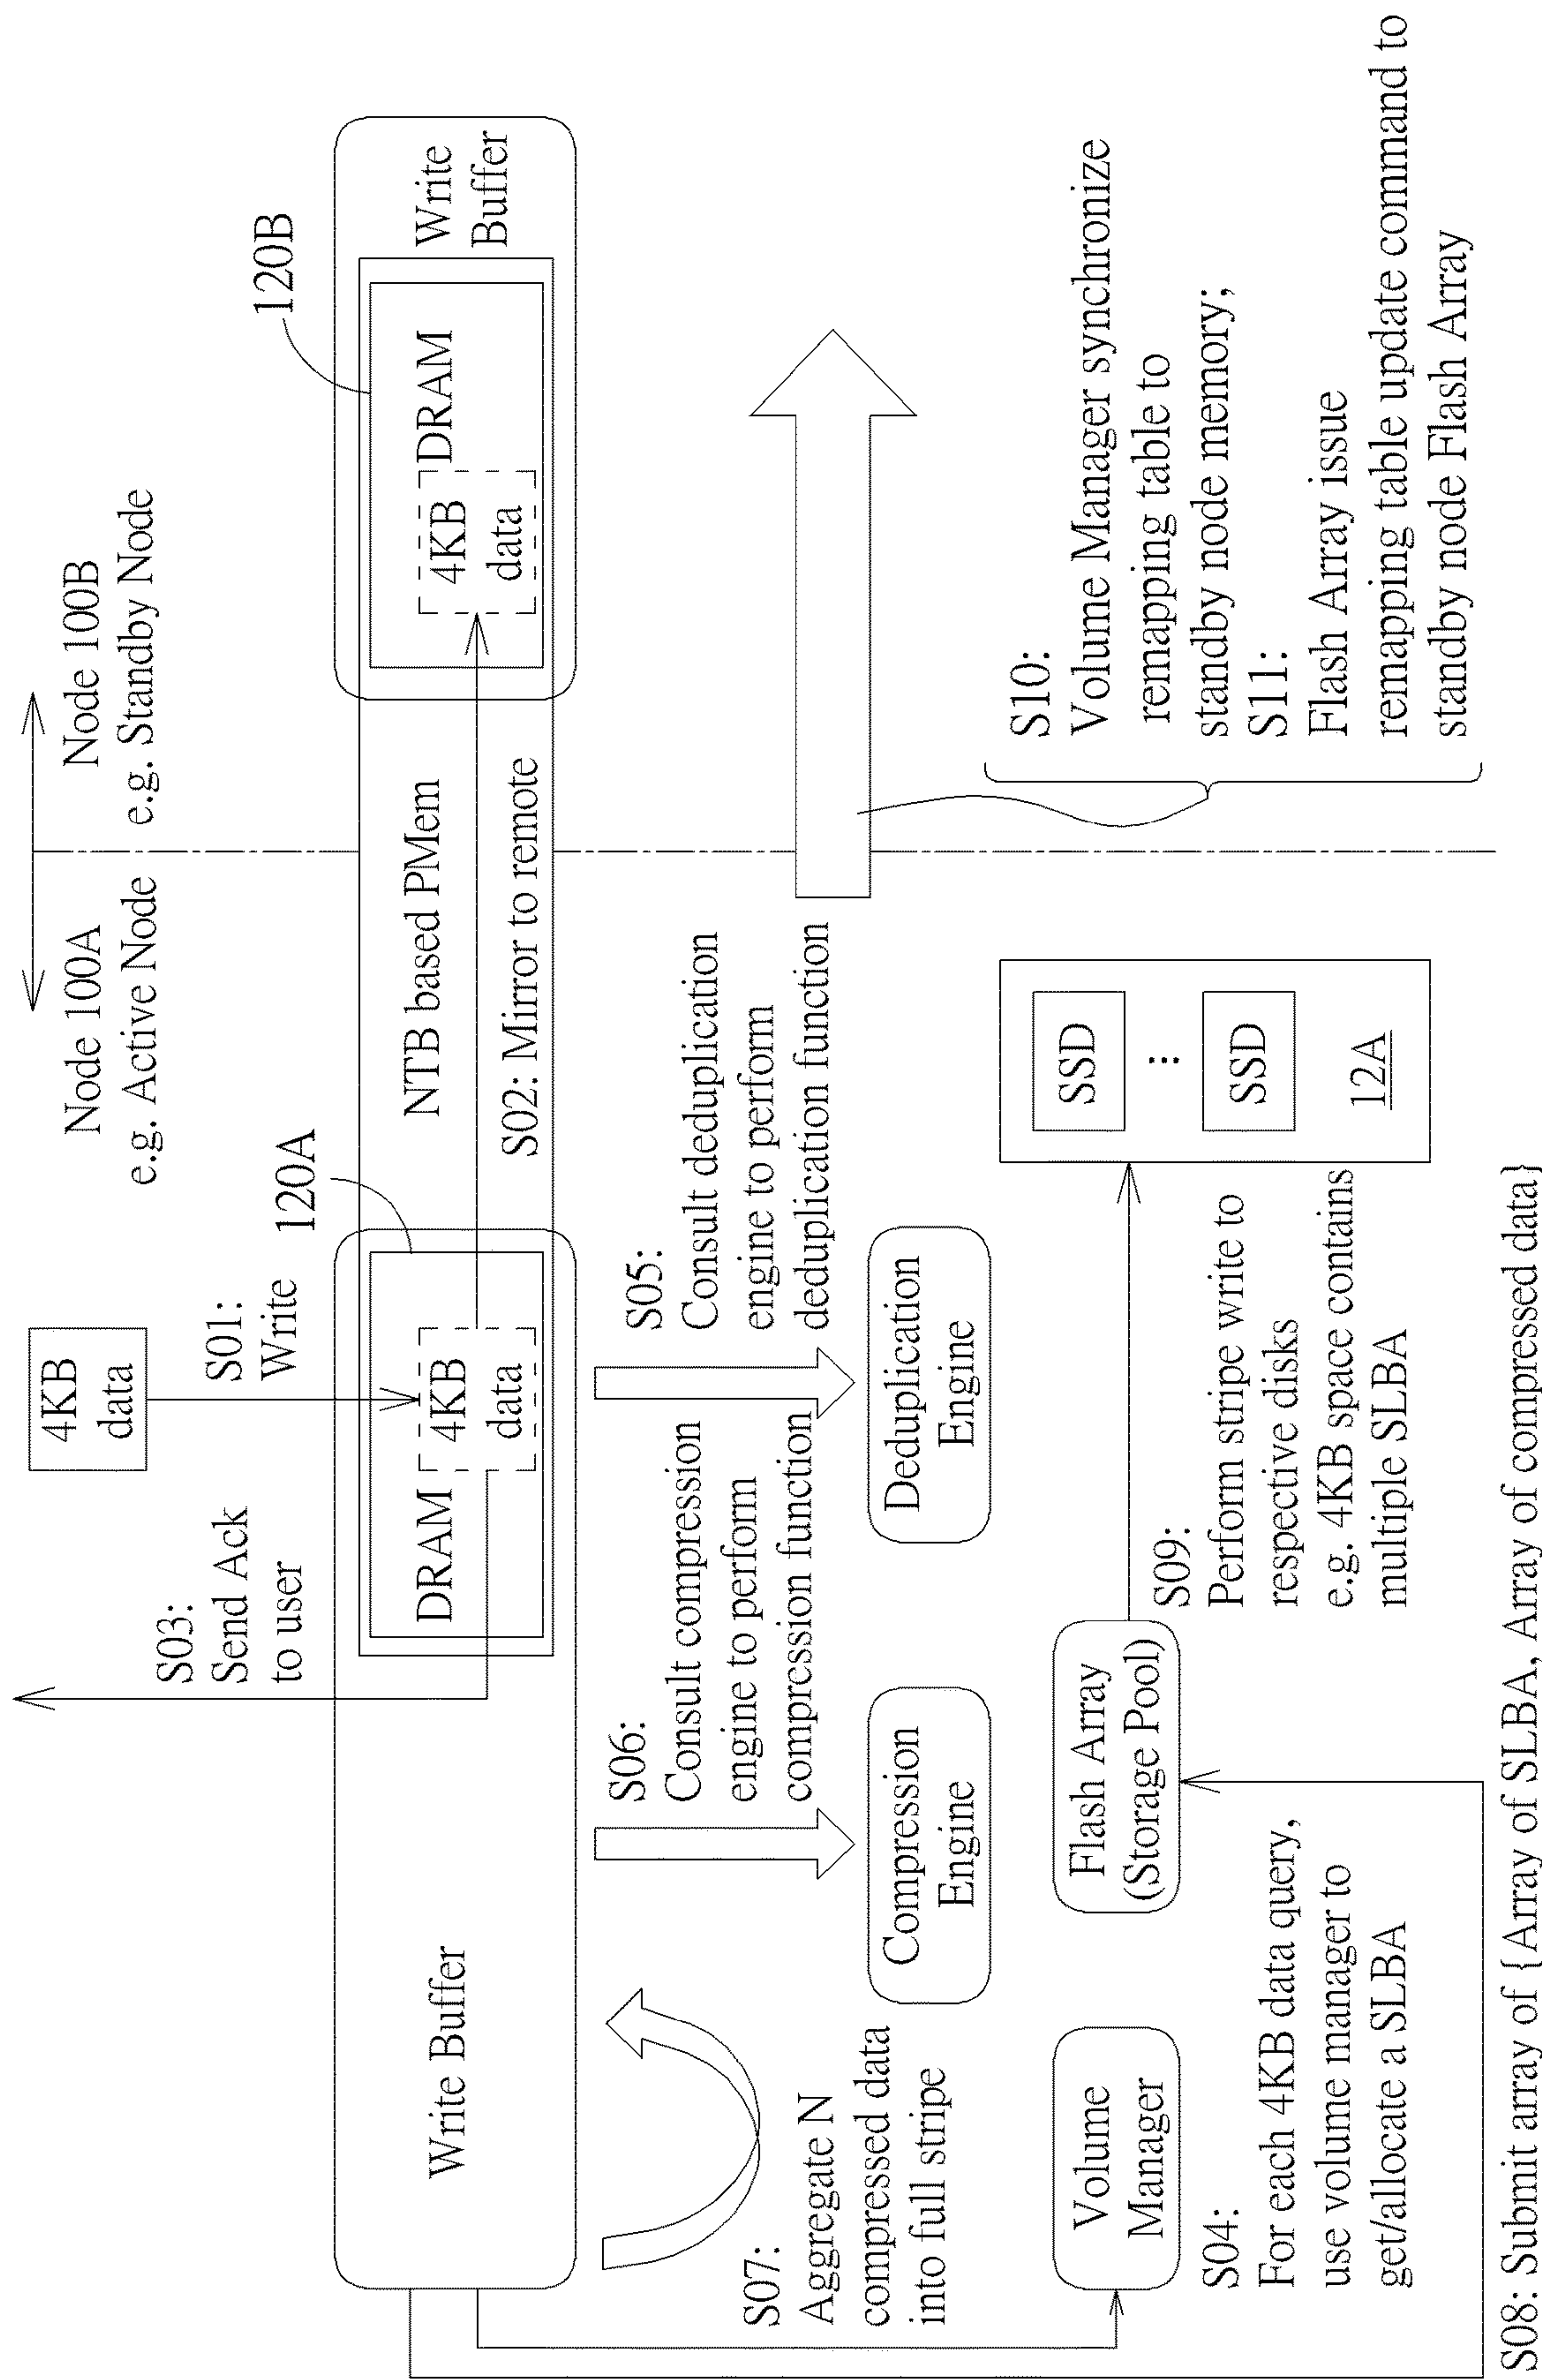 Node 100A
e.g. Active Node
Node 100B
e.g. Standby Node
4KB
data
S01:
Write
S03:
Send Ack
to user
120A
120B
Write Buffer
DRAM
4KB
data
NTB based PMem
S02: Mirror to remote
4KB
data
DRAM
Write
Buffer
S07:
Aggregate N
compressed data
into full stripe
S06:
Consult compression
engine to perform
compression function
S05:
Consult deduplication
engine to perform
deduplication function
Compression
Engine
Deduplication
Engine
Volume
Manager
S04:
For each 4KB data query,
use volume manager to
get/allocate a SLBA
Flash Array
(Storage Pool)
S09:
Perform stripe write to
respective disks
e.g. 4KB space contains
multiple SLBA
SSD
SSD
12A
S10:
Volume Manager synchronize
remapping table to
standby node memory;
S11:
Flash Array issue
remapping table update command to
standby node Flash Array
S08: Submit array of {Array of SLBA, Array of compressed data}